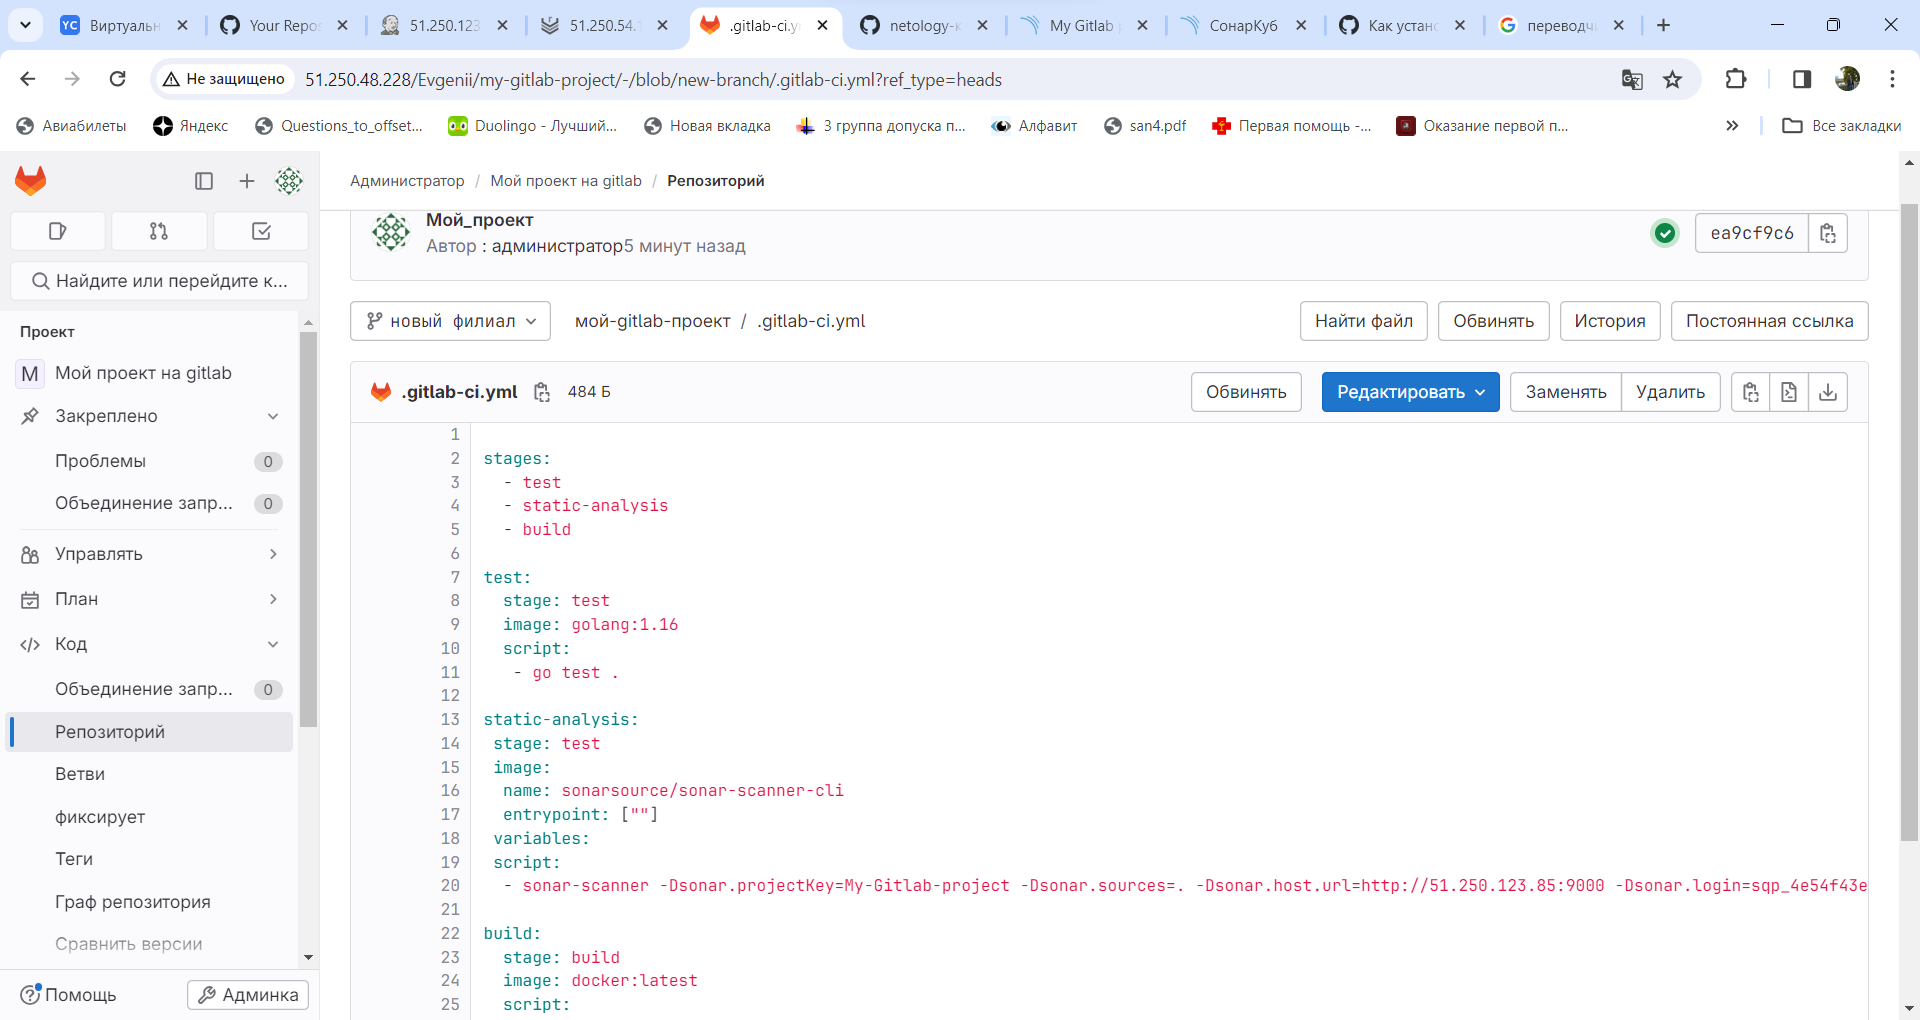 Виртуальн
Your Repos
51.250.123
51.250.54.1
.gitlab-ci.y
netology-k
My Gitlab p
СонарКуб
Как устано
переводчи
Не защищено
51.250.48.228/Evgenii/my-gitlab-project/-/blob/new-branch/.gitlab-ci.yml?ref_type=heads
Авиабилеты
Яндекс
Questions_to_offset...
Duolingo - Лучший...
Новая вкладка
3 группа допуска п...
Алфавит
san4.pdf
Первая помощь -...
Оказание первой п...
Все закладки
Администратор / Мой проект на gitlab / Репозиторий
Найдите или перейдите к...
Проект
М Мой проект на gitlab
Закреплено
Проблемы 0
Объединение запр... 0
Управлять
План
Код
Объединение запр... 0
Репозиторий
Ветви
фиксирует
Теги
Граф репозитория
Сравнить версии
Помощь
Админка
Мой_проект
Автор : администратор5 минут назад
ea9cf9c6
новый филиал
мой-gitlab-проект / .gitlab-ci.yml
Найти файл
Обвинять
История
Постоянная ссылка
.gitlab-ci.yml 484 Б
Обвинять
Редактировать
Заменять
Удалить
1
2 stages:
3 - test
4 - static-analysis
5 - build
6
7 test:
8 stage: test
9 image: golang:1.16
10 script:
11 - go test .
12
13 static-analysis:
14 stage: test
15 image:
16 name: sonarsource/sonar-scanner-cli
17 entrypoint: [""]
18 variables:
19 script:
20 - sonar-scanner -Dsonar.projectKey=My-Gitlab-project -Dsonar.sources=. -Dsonar.host.url=http://51.250.123.85:9000 -Dsonar.login=sqp_4e54f43e
21
22 build:
23 stage: build
24 image: docker:latest
25 script: